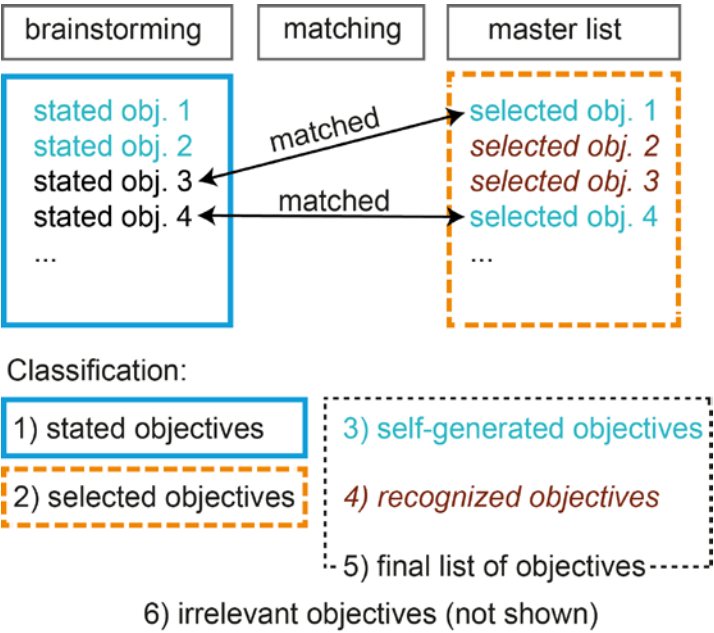 brainstorming
matching
master list
stated obj. 1
stated obj. 2
stated obj. 3
stated obj. 4
...
matched
matched
selected obj. 1
selected obj. 2
selected obj. 3
selected obj. 4
...
Classification:
1) stated objectives
2) selected objectives
3) self-generated objectives
4) recognized objectives
5) final list of objectives
6) irrelevant objectives (not shown)